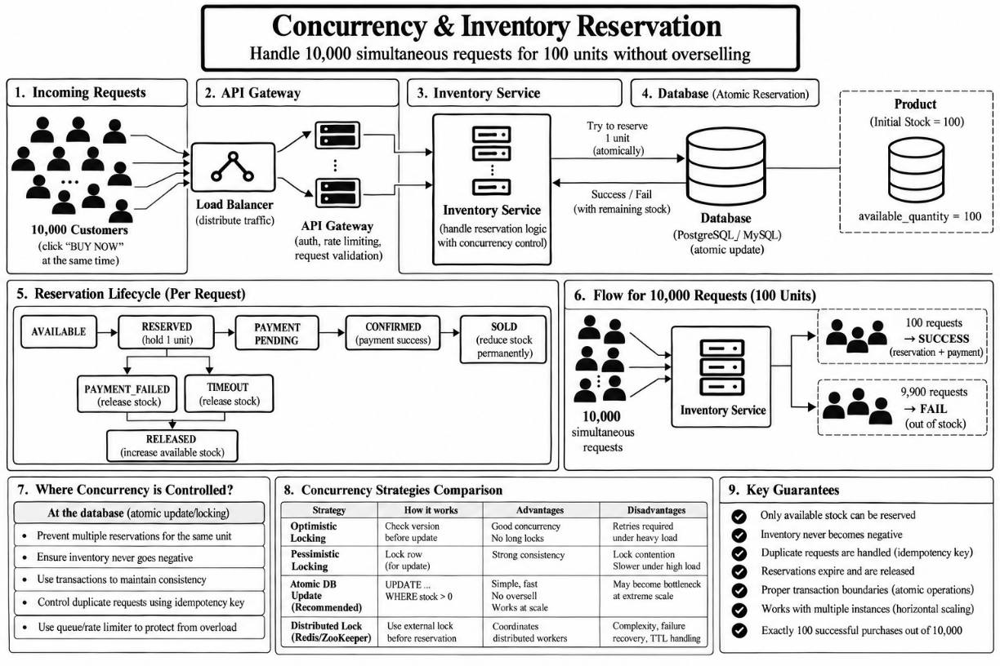 Concurrency & Inventory Reservation
Handle 10,000 simultaneous requests for 100 units without overselling
1. Incoming Requests
10,000 Customers
(click “BUY NOW”
at the same time)
2. API Gateway
Load Balancer
(distribute traffic)
API Gateway
(auth, rate limiting,
request validation)
3. Inventory Service
Inventory Service
(handle reservation logic
with concurrency control)
4. Database (Atomic Reservation)
Try to reserve
1 unit
(atomically)
Success / Fail
(with remaining stock)
Database
(PostgreSQL / MySQL)
(atomic update)
Product
(Initial Stock = 100)
available_quantity = 100
5. Reservation Lifecycle (Per Request)
AVAILABLE
RESERVED
(hold 1 unit)
PAYMENT
PENDING
CONFIRMED
(payment success)
SOLD
(reduce stock
permanently)
PAYMENT_FAILED
(release stock)
TIMEOUT
(release stock)
RELEASED
(increase available stock)
6. Flow for 10,000 Requests (100 Units)
10,000
simultaneous
requests
Inventory Service
100 requests
→ SUCCESS
(reservation + payment)
9,900 requests
→ FAIL
(out of stock)
7. Where Concurrency is Controlled?
At the database (atomic update/locking)
• Prevent multiple reservations for the same unit
• Ensure inventory never goes negative
• Use transactions to maintain consistency
• Control duplicate requests using idempotency key
• Use queue/rate limiter to protect from overload
8. Concurrency Strategies Comparison
Strategy How it works Advantages Disadvantages
Optimistic Check version Good concurrency Retries required
Locking before update No long locks under heavy load
Pessimistic Lock row Strong consistency Lock contention
Locking (for update) Slower under high load
Atomic DB UPDATE ... Simple, fast May become bottleneck
Update WHERE stock > 0 No oversell at extreme scale
(Recommended) Works at scale
Distributed Lock Use external lock Coordinates Complexity, failure
(Redis/ZooKeeper) before reservation distributed workers recovery, TTL handling
9. Key Guarantees
Only available stock can be reserved
Inventory never becomes negative
Duplicate requests are handled (idempotency key)
Reservations expire and are released
Proper transaction boundaries (atomic operations)
Works with multiple instances (horizontal scaling)
Exactly 100 successful purchases out of 10,000